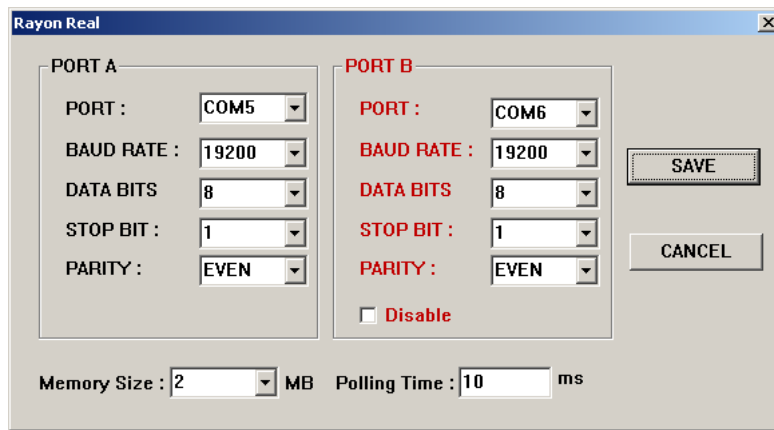 Rayon Real
PORT A
PORT : COM5
BAUD RATE : 19200
DATA BITS 8
STOP BIT : 1
PARITY : EVEN
PORT B
PORT : COM6
BAUD RATE : 19200
DATA BITS 8
STOP BIT : 1
PARITY : EVEN
Disable
SAVE
CANCEL
Memory Size : 2 MB Polling Time : 10 ms